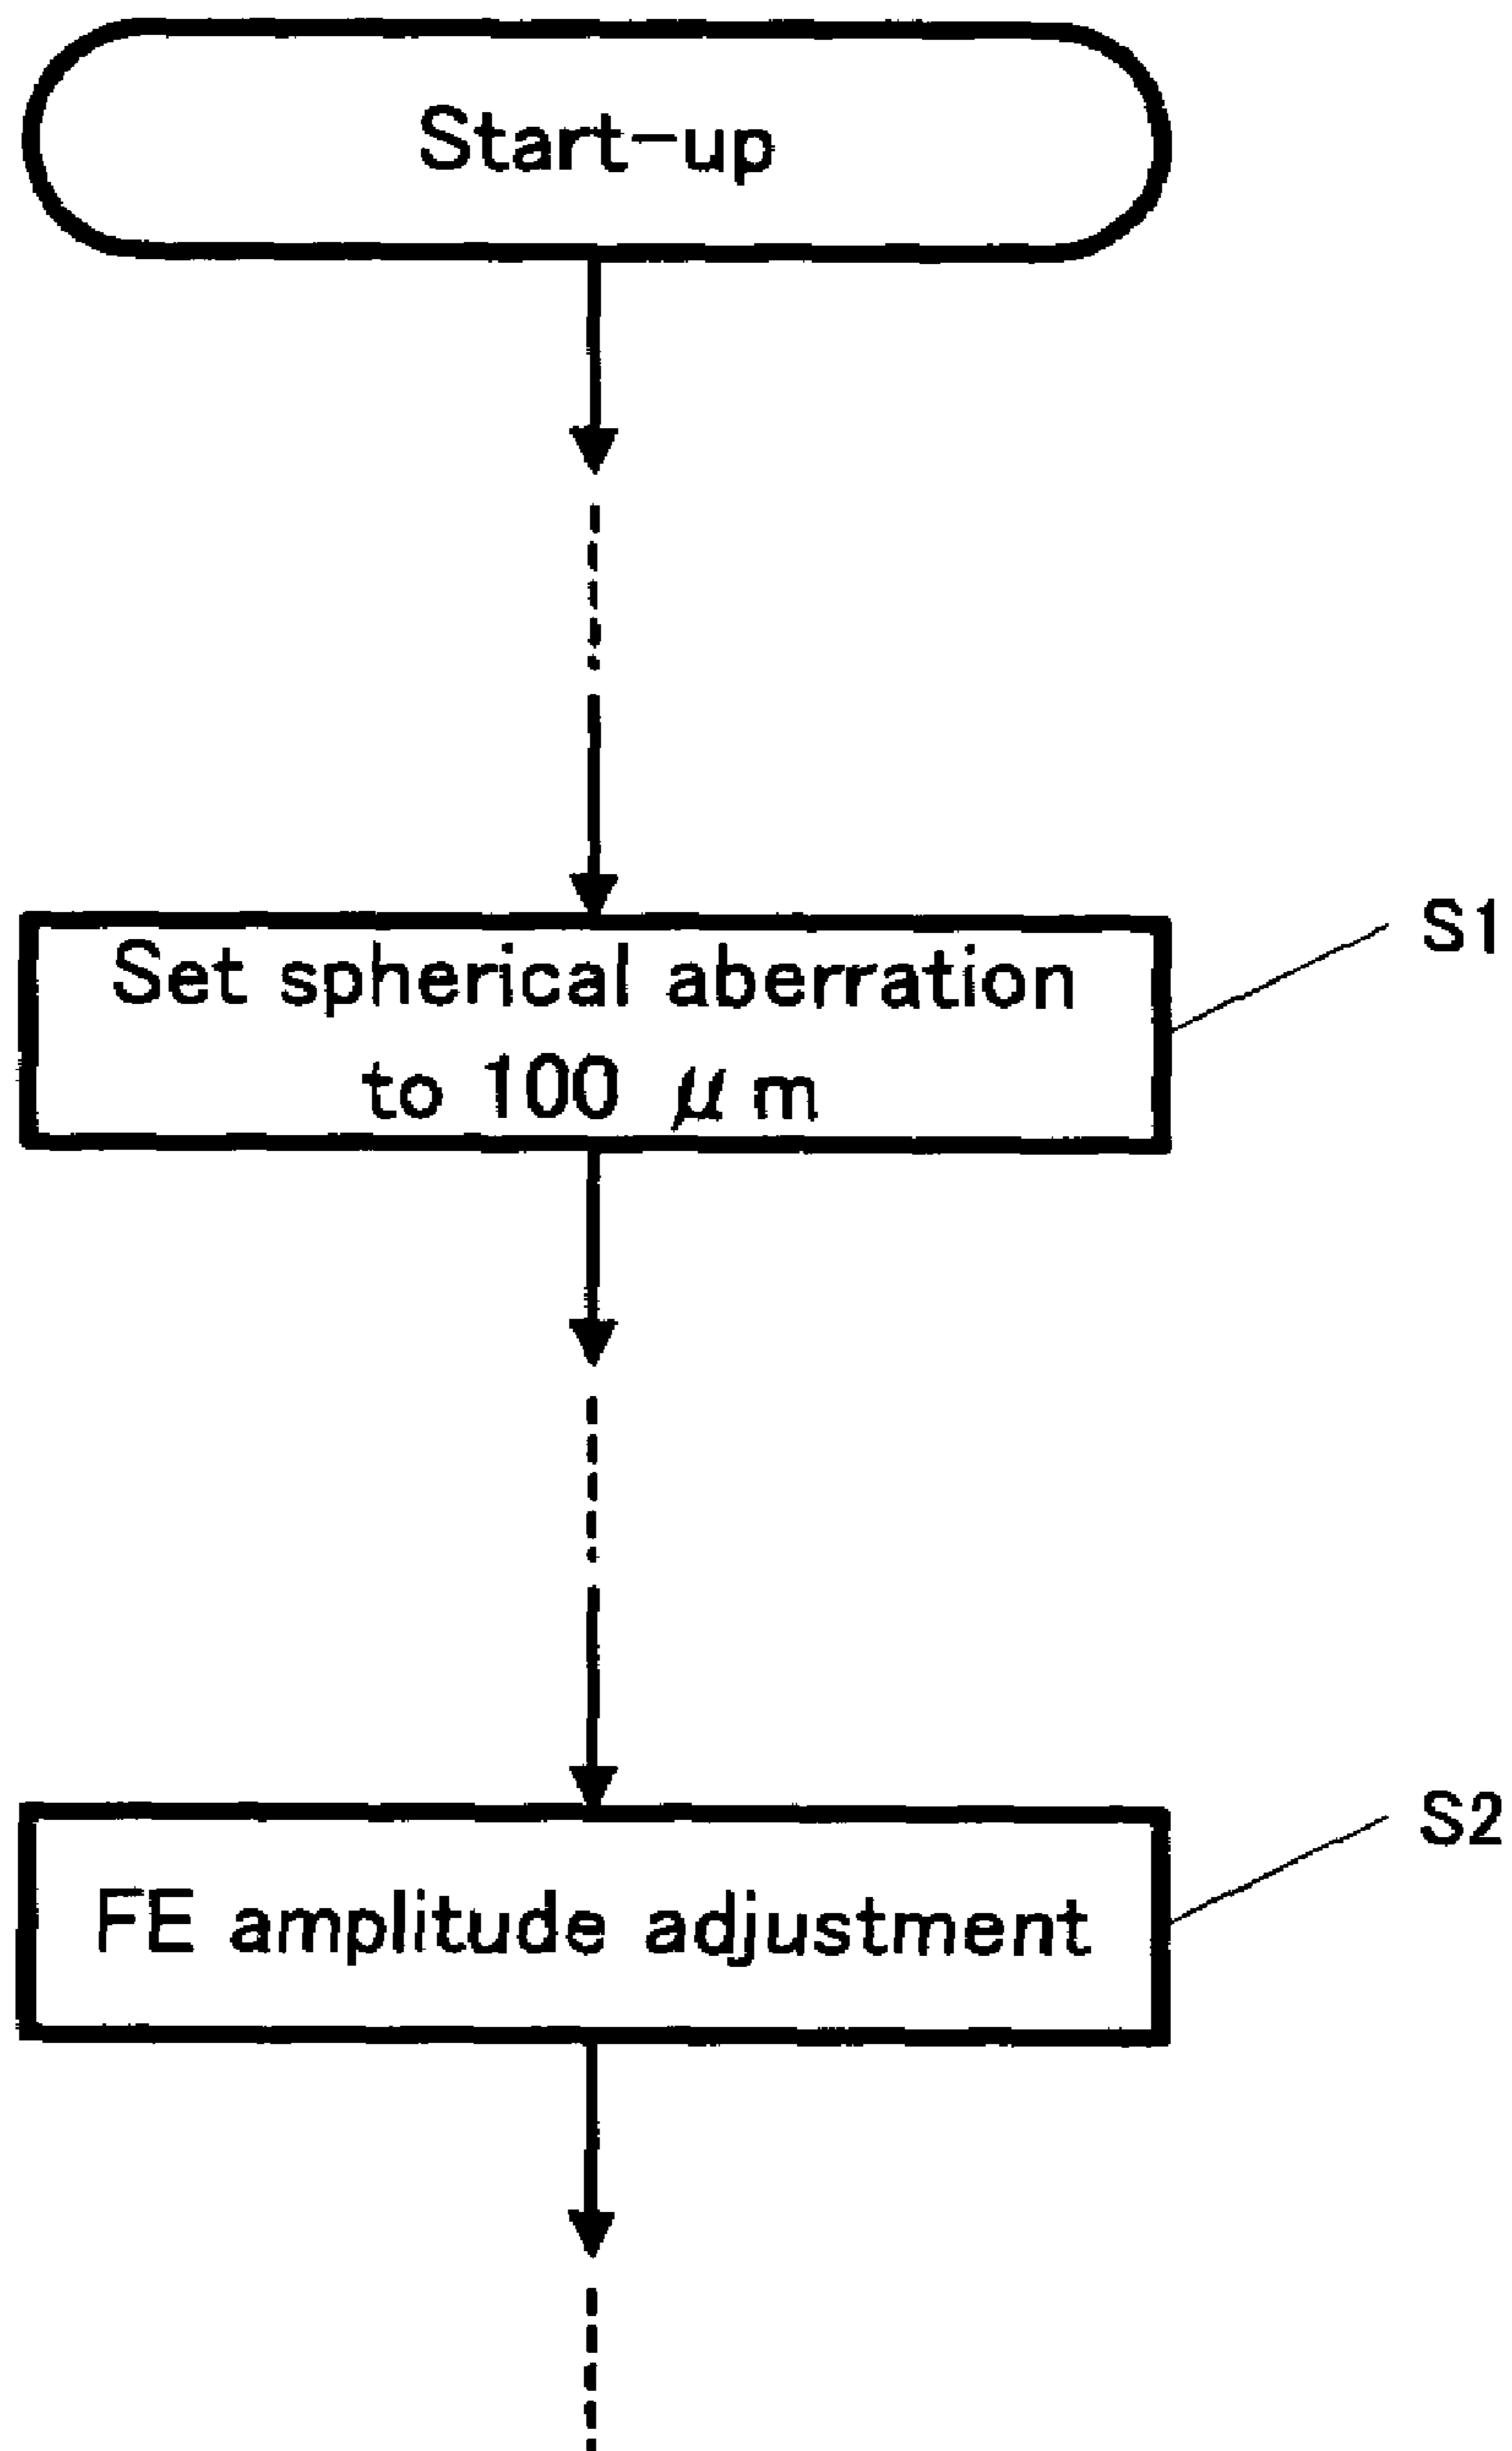 Start-up
Set spherical aberration
to 100 μm
S1
FE amplitude adjustment
S2